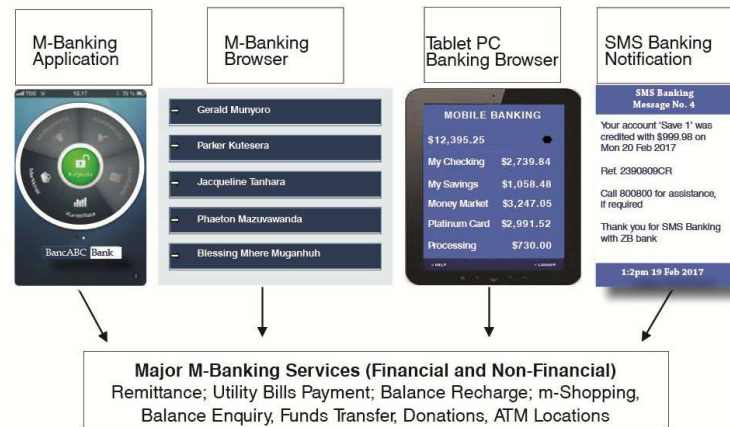 M-Banking
Application
M-Banking
Browser
Tablet PC
Banking Browser
SMS Banking
Notification
TDC 12.17
BancABC Bank
Gerald Munyoro
Parker Kutesera
Jacqueline Tanhara
Phaeton Mazuvawanda
Blessing Mhere Muganhuh
MOBILE BANKING
$12,395.25
My Checking $2,739.84
My Savings $1,058.48
Money Market $3,247.05
Platinum Card $2,991.52
Processing $730.00
HELP LOGOUT
SMS Banking
Message No. 4
Your account 'Save 1' was
credited with $999.98 on
Mon 20 Feb 2017
Ref. 2390809CR
Call 800800 for assistance,
if required
Thank you for SMS Banking
with ZB bank
1:2pm 19 Feb 2017
Major M-Banking Services (Financial and Non-Financial)
Remittance; Utility Bills Payment; Balance Recharge; m-Shopping,
Balance Enquiry, Funds Transfer, Donations, ATM Locations